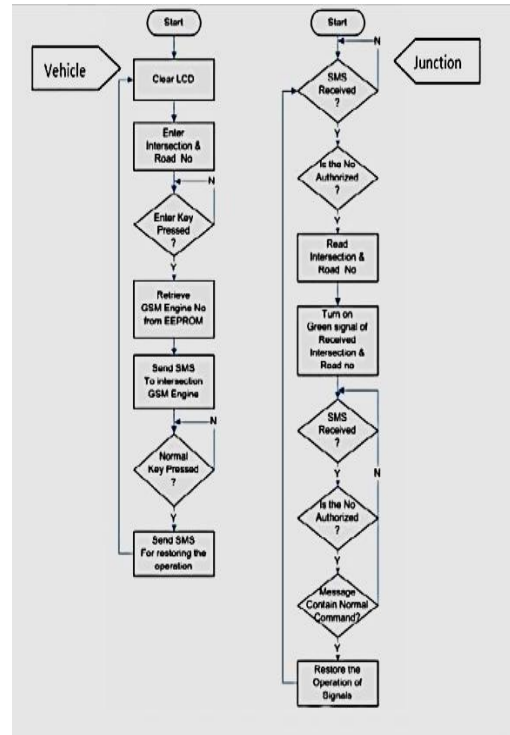 Start
Vehicle
Clear LCD
Enter
Intersection &
Road No
N
Enter Key
Pressed
?
Y
Retrieve
GSM Engine No
from EEPROM
Send SMS
To intersection
GSM Engine
N
Normal
Key Pressed
?
Y
Send SMS
For restoring the
operation
Start
N
Junction
SMS
Received
?
Y
Is the No
Authorized
?
Y
Read
Intersection &
Road No
Turn on
Green signal of
Received
Intersection &
Road no
SMS
Received
?
N
Y
Is the No
Authorized
?
Y
Message
Contain Normal
Command?
Y
Restore the
Operation of
Signals